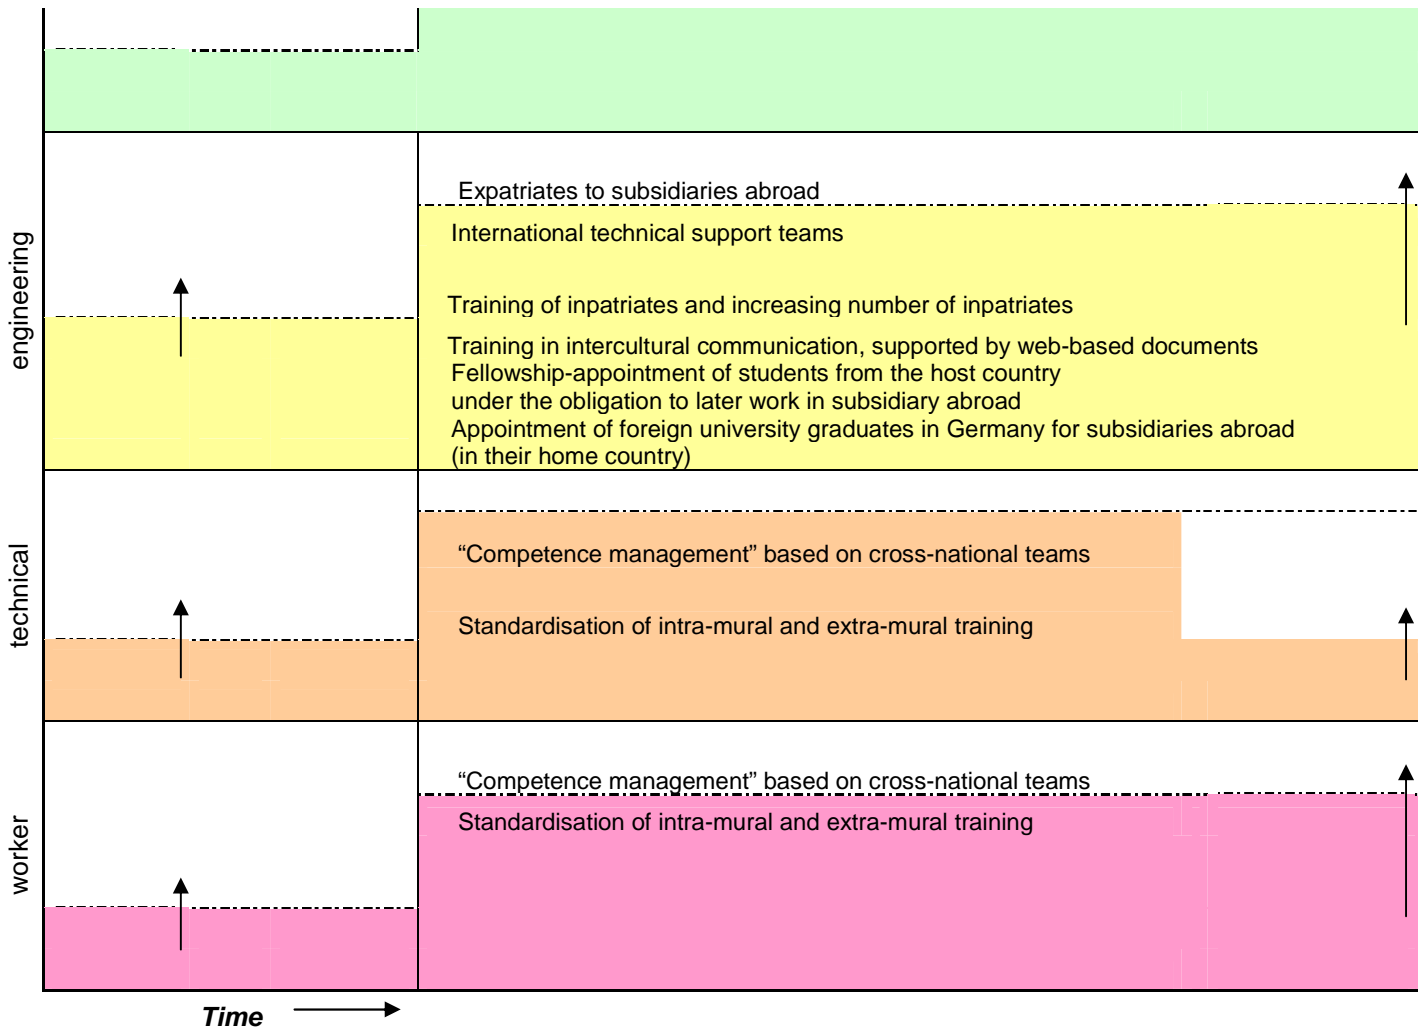 engineering
Expatriates to subsidiaries abroad
International technical support teams
Training of inpatriates and increasing number of inpatriates
Training in intercultural communication, supported by web-based documents
Fellowship-appointment of students from the host country
under the obligation to later work in subsidiary abroad
Appointment of foreign university graduates in Germany for subsidiaries abroad
(in their home country)
technical
“Competence management” based on cross-national teams
Standardisation of intra-mural and extra-mural training
worker
“Competence management” based on cross-national teams
Standardisation of intra-mural and extra-mural training
Time